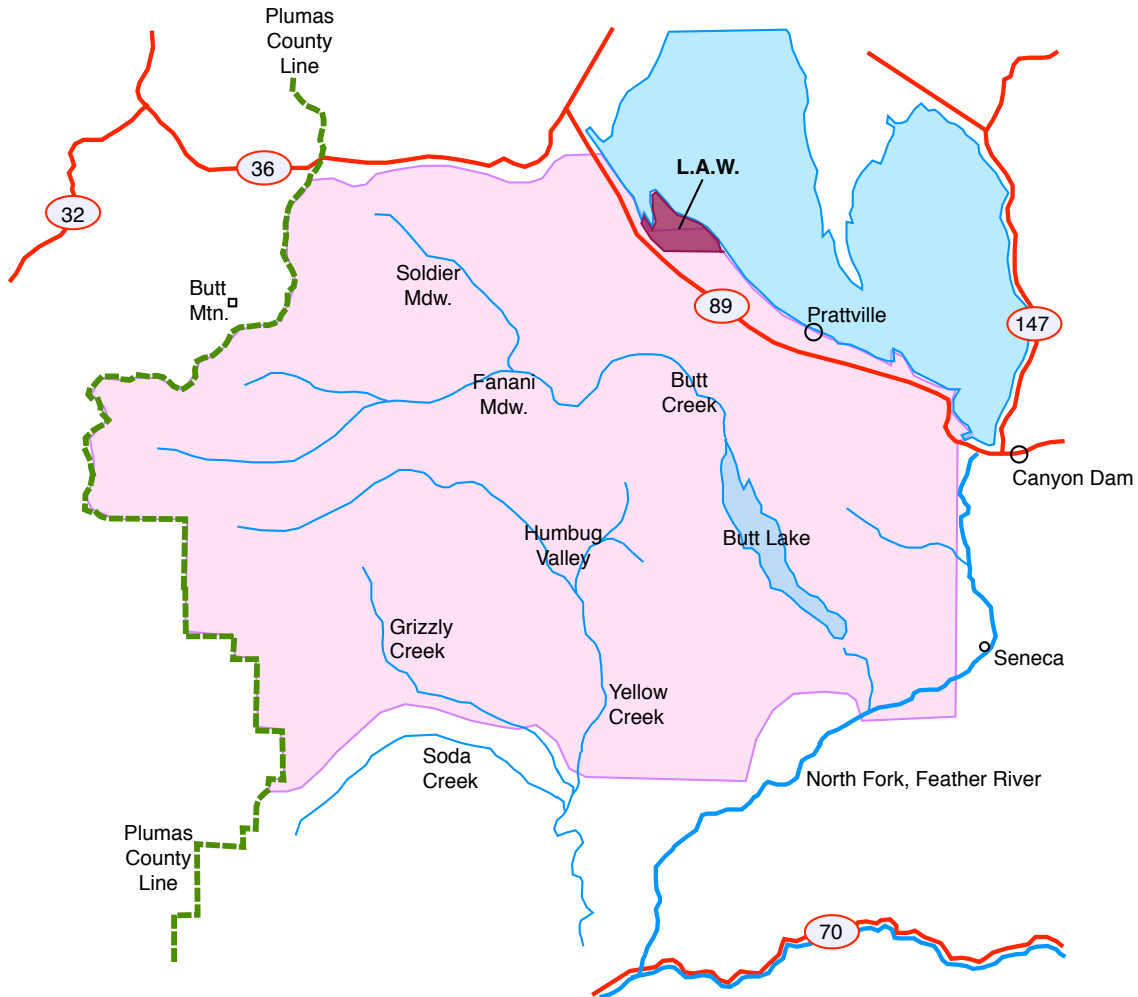 Plumas
County
Line
36
32
L.A.W.
Soldier
Mdw.
Butt
Mtn.
89
Prattville
147
Fanani
Mdw.
Butt
Creek
Canyon Dam
Humbug
Valley
Butt Lake
Grizzly
Creek
Seneca
Yellow
Creek
Soda
Creek
North Fork, Feather River
Plumas
County
Line
70